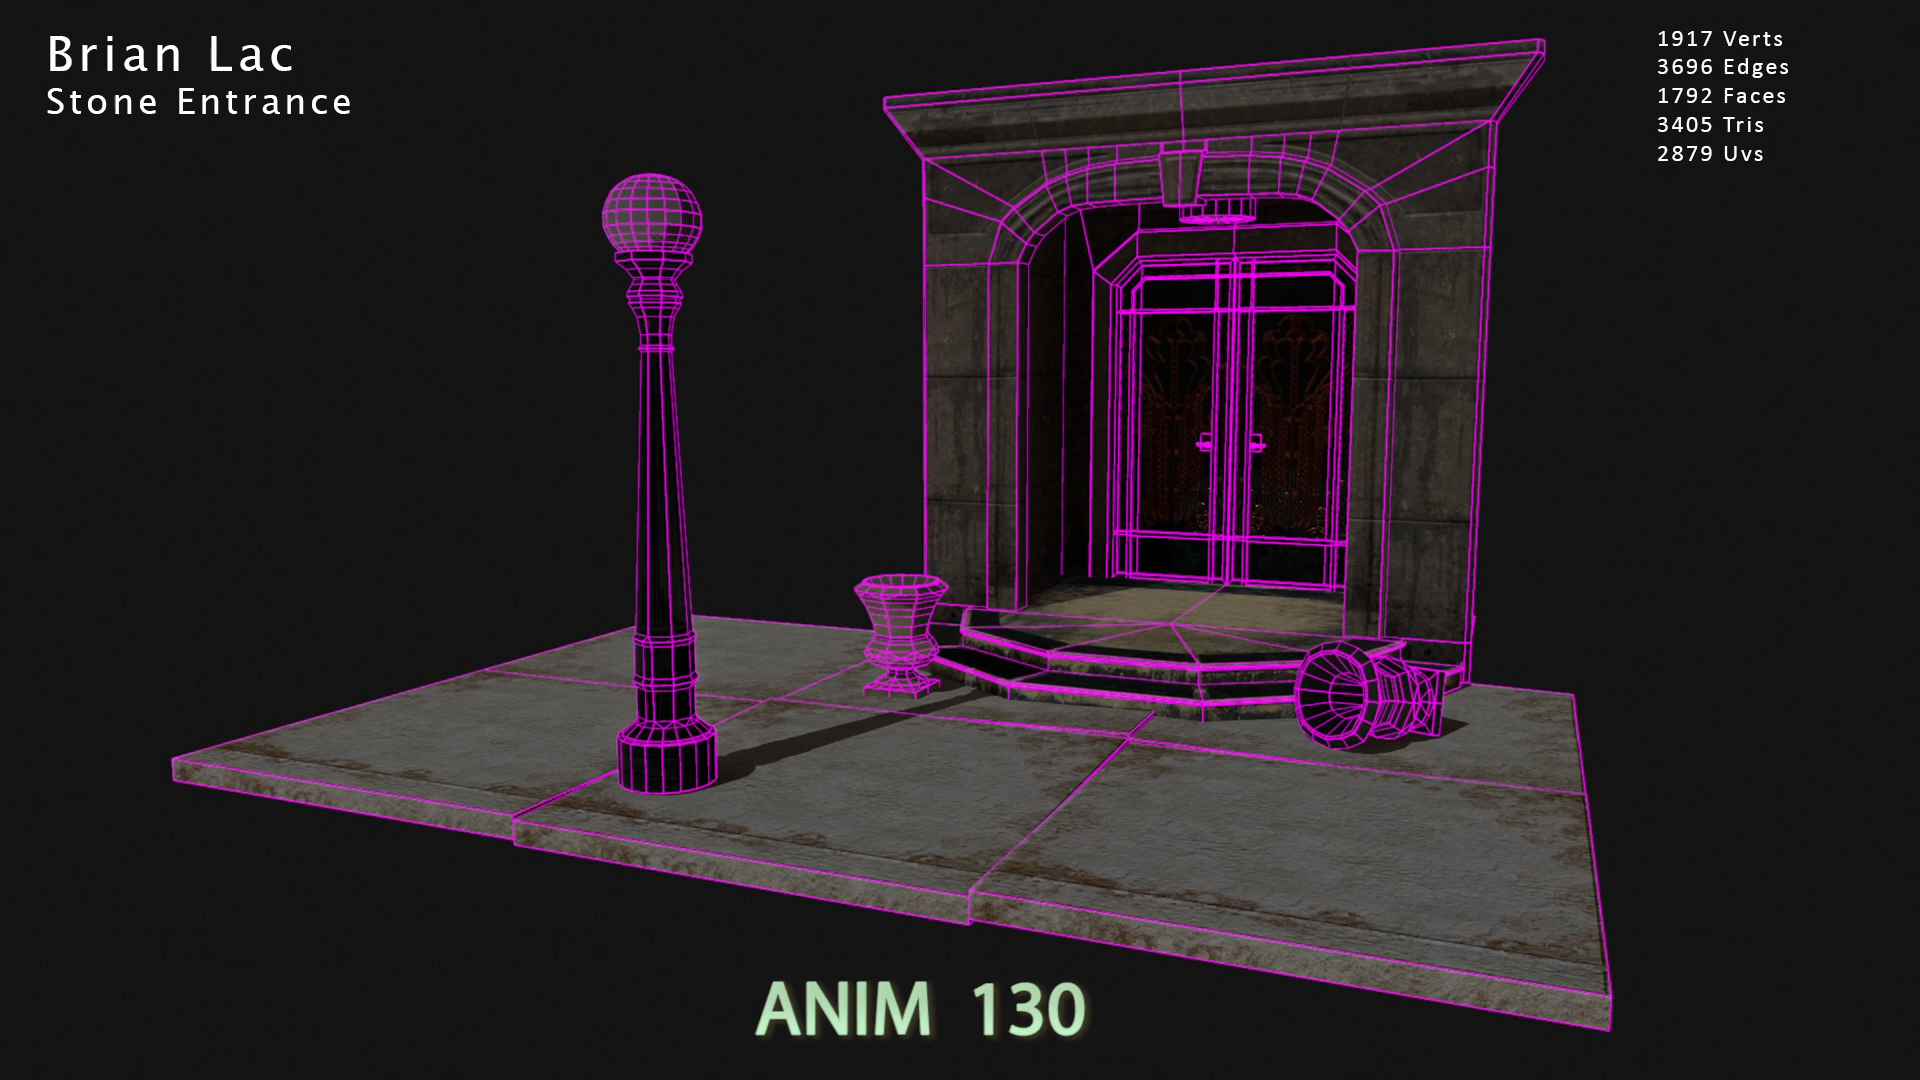 Brian Lac
Stone Entrance
1917 Verts
3696 Edges
1792 Faces
3405 Tris
2879 Uvs
ANIM 130